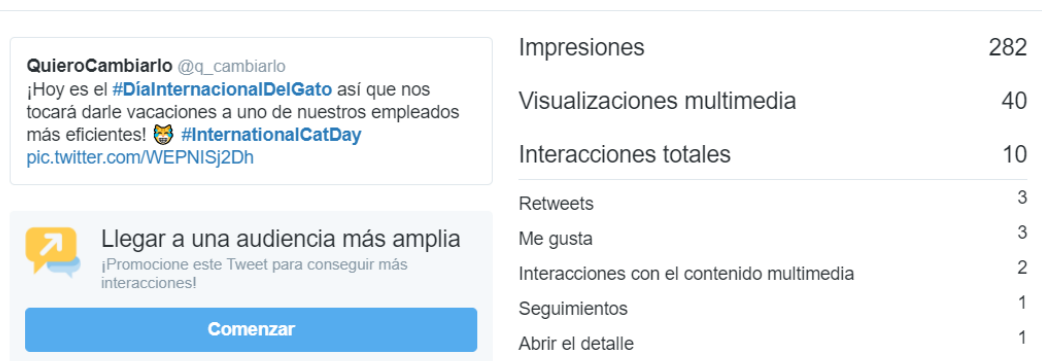 QuieroCambiarlo @q_cambiarlo
¡Hoy es el #DíaInternacionalDelGato así que nos
tocará darle vacaciones a uno de nuestros empleados
más eficientes! 😹 #InternationalCatDay
pic.twitter.com/WEPNISj2Dh
Llegar a una audiencia más amplia
¡Promocione este Tweet para conseguir más
interacciones!
Comenzar
Impresiones 282
Visualizaciones multimedia 40
Interacciones totales 10
Retweets 3
Me gusta 3
Interacciones con el contenido multimedia 2
Seguimientos 1
Abrir el detalle 1